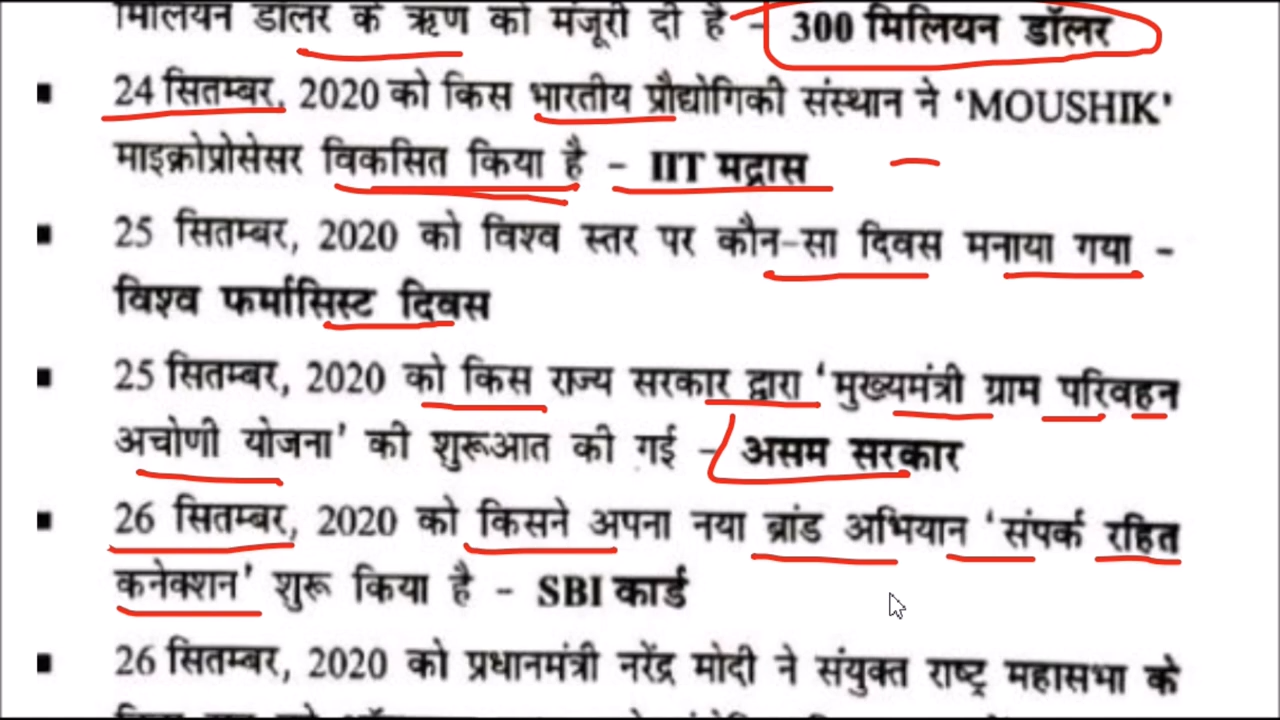 मिलियन डॉलर के ऋण को मंजूरी दी है - 300 मिलियन डॉलर
▪ 24 सितम्बर, 2020 को किस भारतीय प्रौद्योगिकी संस्थान ने ‘MOUSHIK’
माइक्रोप्रोसेसर विकसित किया है - IIT मद्रास
▪ 25 सितम्बर, 2020 को विश्व स्तर पर कौन-सा दिवस मनाया गया -
विश्व फर्मासिस्ट दिवस
▪ 25 सितम्बर, 2020 को किस राज्य सरकार द्वारा ‘मुख्यमंत्री ग्राम परिवहन
अचोणी योजना’ की शुरूआत की गई - असम सरकार
▪ 26 सितम्बर, 2020 को किसने अपना नया ब्रांड अभियान ‘संपर्क रहित
कनेक्शन’ शुरू किया है - SBI कार्ड
▪ 26 सितम्बर, 2020 को प्रधानमंत्री नरेंद्र मोदी ने संयुक्त राष्ट्र महासभा के